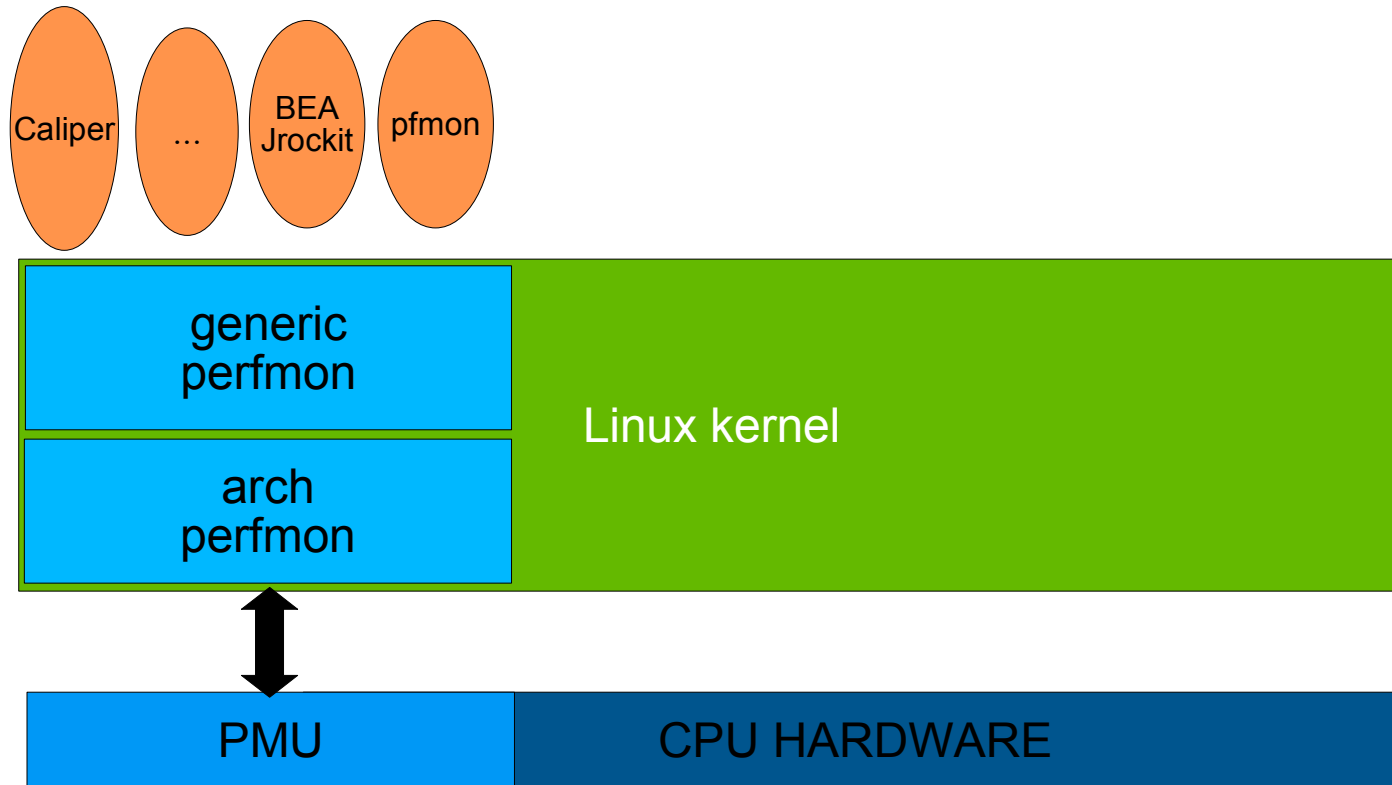 Caliper
...
BEA
Jrockit
pfmon
generic
perfmon
Linux kernel
arch
perfmon
PMU
CPU HARDWARE